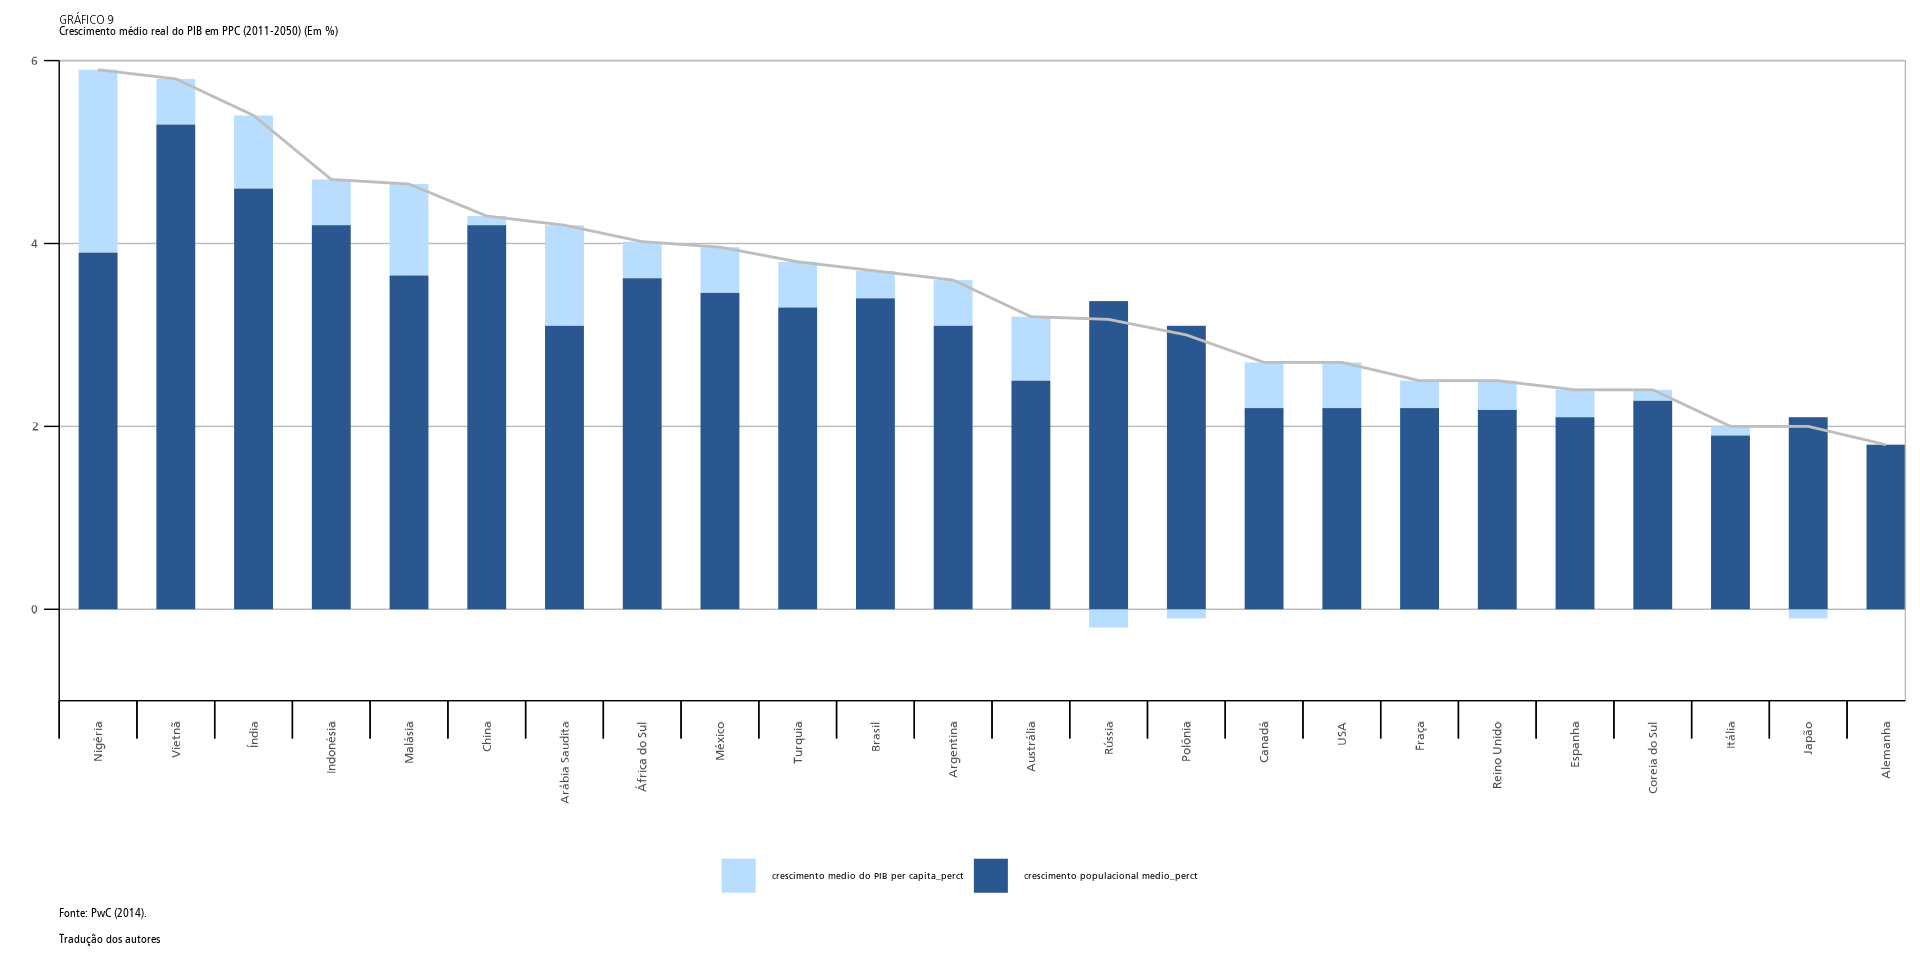 GRÁFICO 9
Crescimento médio real do PIB em PPC (2011-2050) (Em %)
6
4
2
0
Nigéria
Vietnã
Índia
Indonésia
Malásia
China
Arábia Saudita
África do Sul
México
Turquia
Brasil
Argentina
Austrália
Rússia
Polônia
Canadá
USA
Fraça
Reino Unido
Espanha
Coreia do Sul
Itália
Japão
Alemanha
crescimento medio do PIB per capita_perct
crescimento populacional medio_perct
Fonte: PwC (2014).
Tradução dos autores